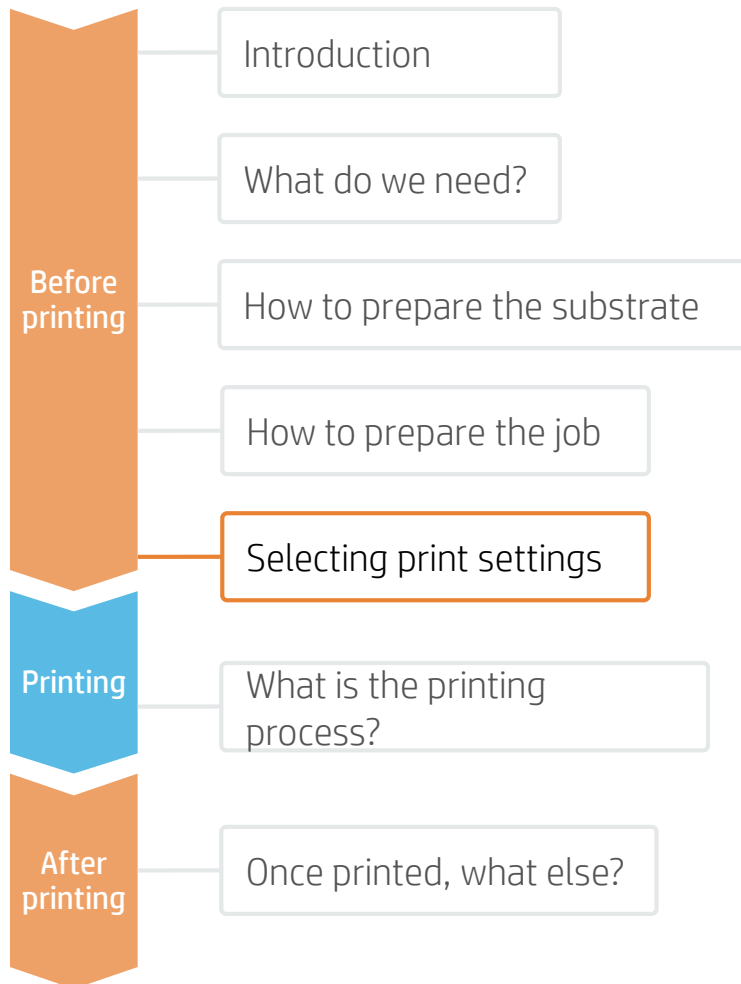 Introduction
What do we need?
Before
printing
How to prepare the substrate
How to prepare the job
Selecting print settings
Printing
What is the printing
process?
After
printing
Once printed, what else?